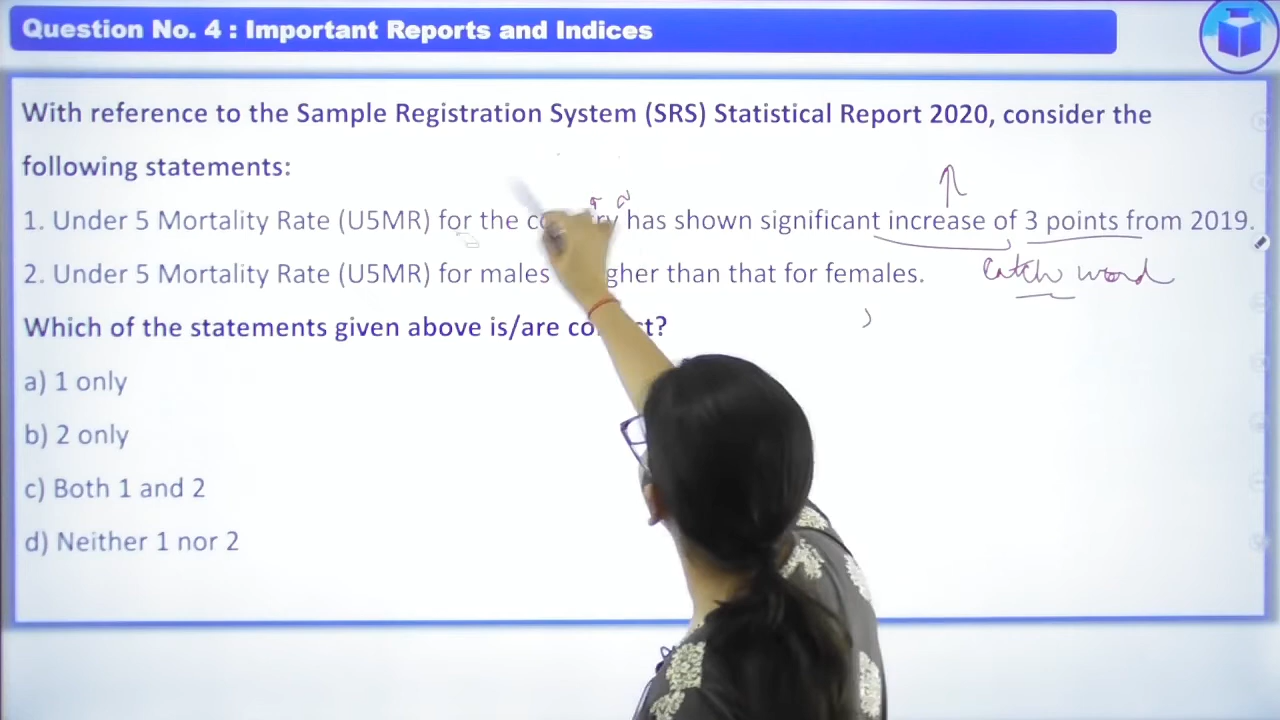 Question No. 4 : Important Reports and Indices
With reference to the Sample Registration System (SRS) Statistical Report 2020, consider the
following statements:
1. Under 5 Mortality Rate (U5MR) for the has shown significant increase of 3 points from 2019.
2. Under 5 Mortality Rate (U5MR) for males than that for females.
Catch word
Which of the statements given above is/are
a) 1 only
b) 2 only
c) Both 1 and 2
d) Neither 1 nor 2